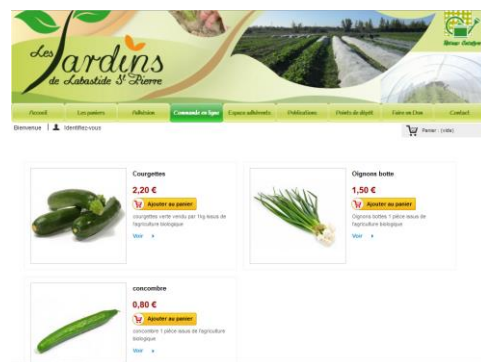 Les Jardins
de Labastide St Pierre
Retour Boutique
Accueil Les paniers Adhésion Commande en ligne Espace adhérents Publications Points de dépôt Faire un Don Contact
Bienvenue | Identifiez-vous
Panier : (vide)
Courgettes
2,20 €
Ajouter au panier
courgettes verte vendu par 1kg issus de
l'agriculture biologique
Voir
Oignons botte
1,50 €
Ajouter au panier
Oignons bottes 1 pièce issus de
l'agriculture biologique
Voir
concombre
0,80 €
Ajouter au panier
concombre 1 pièce issus de l'agriculture
biologique
Voir